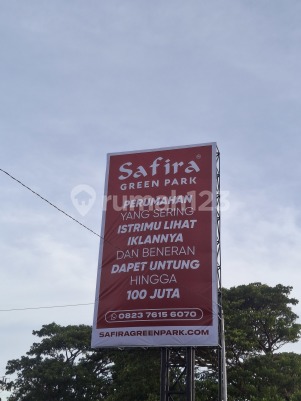 Safira
GREEN PARK
PERUMAHAN
YANG SERING
ISTRIMU LIHAT
IKLANNYA
DAN BENERAN
DAPET UNTUNG
HINGGA
100 JUTA
0823 7615 6070
SAFIRAGREENPARK.COM
rumah123